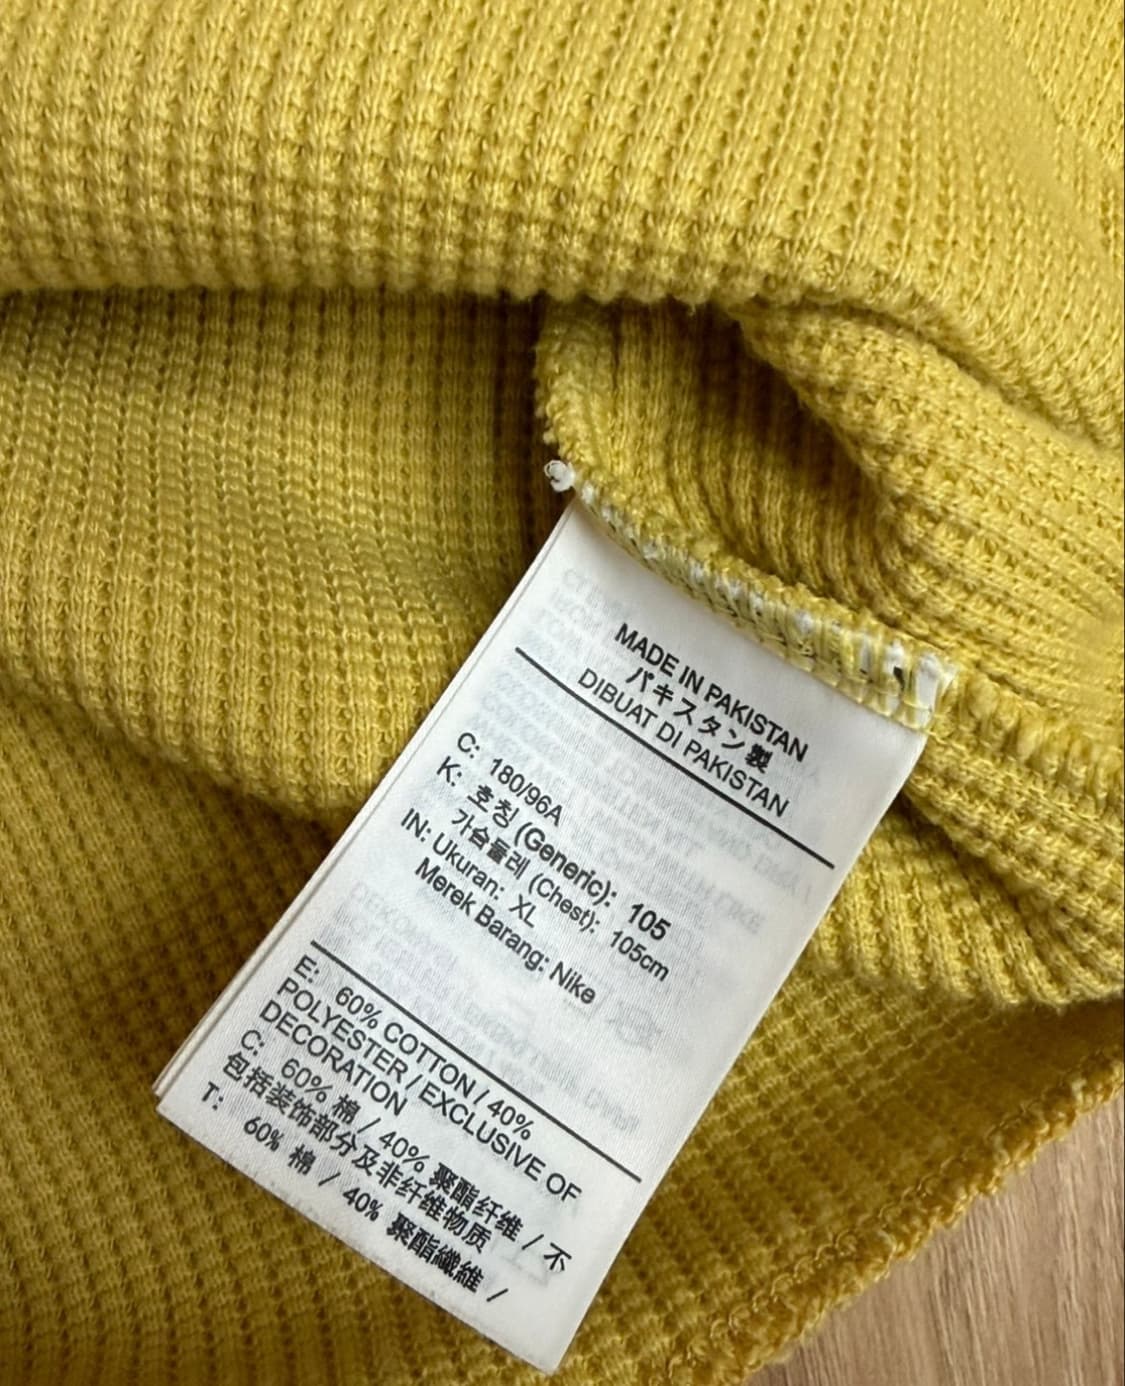 MADE IN PAKISTAN
パキスタン製
DIBUAT DI PAKISTAN
C: 180/96A
K: 호칭 (Generic): 105
가슴둘레 (Chest): 105cm
IN: Ukuran: XL
Merek Barang: Nike
E: 60% COTTON / 40%
POLYESTER / EXCLUSIVE OF
DECORATION
C: 60% 棉 / 40% 聚酯纤维 / 不
包括装饰部分及非纤维物质
T: 60% 棉 / 40% 聚酯纖維 /